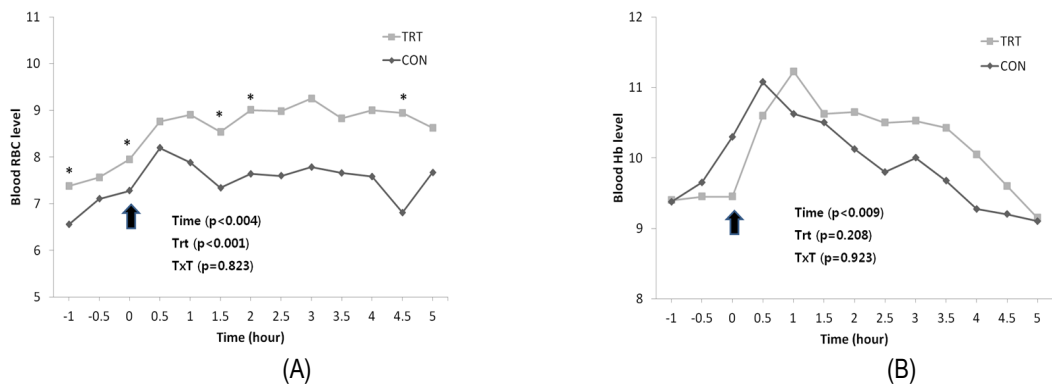 11
10
9
8
7
6
5
Blood RBC level
TRT
CON
*
*
*
*
*
Time (p<0.004)
Trt (p<0.001)
TxT (p=0.823)
-1 -0.5 0 0.5 1 1.5 2 2.5 3 3.5 4 4.5 5
Time (hour)
(A)
12
11
10
9
8
Blood Hb level
TRT
CON
Time (p<0.009)
Trt (p=0.208)
TxT (p=0.923)
-1 -0.5 0 0.5 1 1.5 2 2.5 3 3.5 4 4.5 5
Time (hour)
(B)